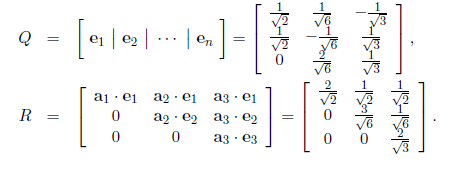 Q = [ e₁ | e₂ | ⋯ | eₙ ] = [ 1/√2 1/√6 -1/√3
1/√2 -1/√6 1/√3
0 2/√6 1/√3 ] ,
R = [ a₁ · e₁ a₂ · e₁ a₃ · e₁
0 a₂ · e₂ a₃ · e₂
0 0 a₃ · e₃ ] = [ 2/√2 1/√2 1/√2
0 3/√6 1/√6
0 0 2/√3 ] .